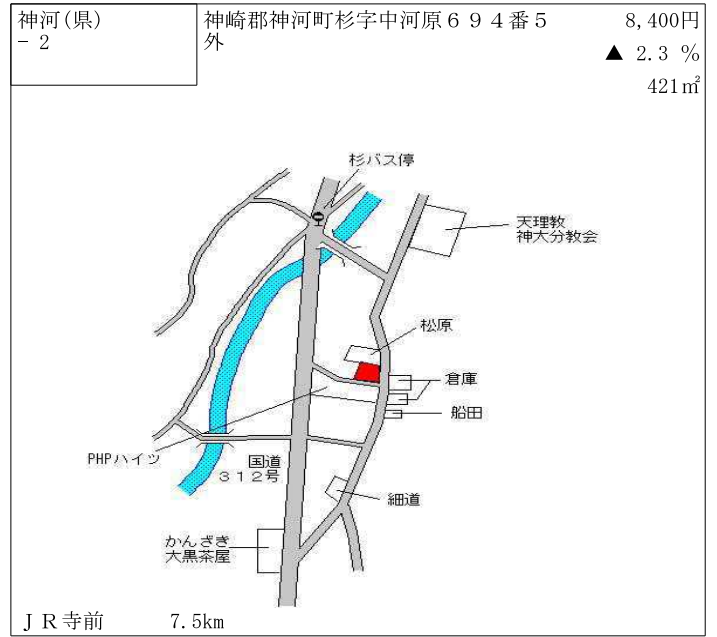 神河(県)
－２
神崎郡神河町杉字中河原６９４番５
外
8,400円
▲ 2.3 %
421㎡
杉バス停
天理教
神大分教会
松原
倉庫
船田
PHPハイツ
国道
３１２号
細道
かんざき
大黒茶屋
ＪＲ寺前 7.5km